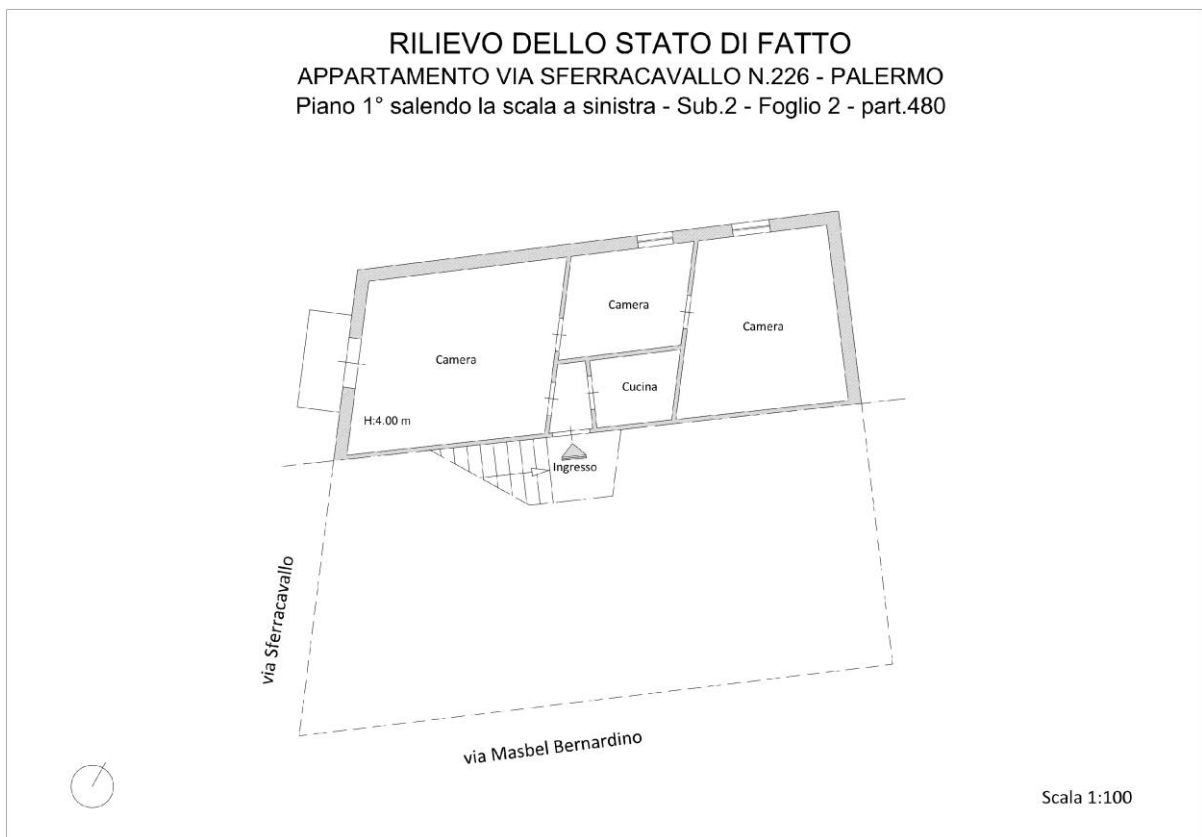 RILIEVO DELLO STATO DI FATTO
APPARTAMENTO VIA SFERRACAVALLO N.226 - PALERMO
Piano 1° salendo la scala a sinistra - Sub.2 - Foglio 2 - part.480
Camera
Camera
Camera
Cucina
H:4.00 m
Ingresso
via Sferracavallo
via Masbel Bernardino
Scala 1:100